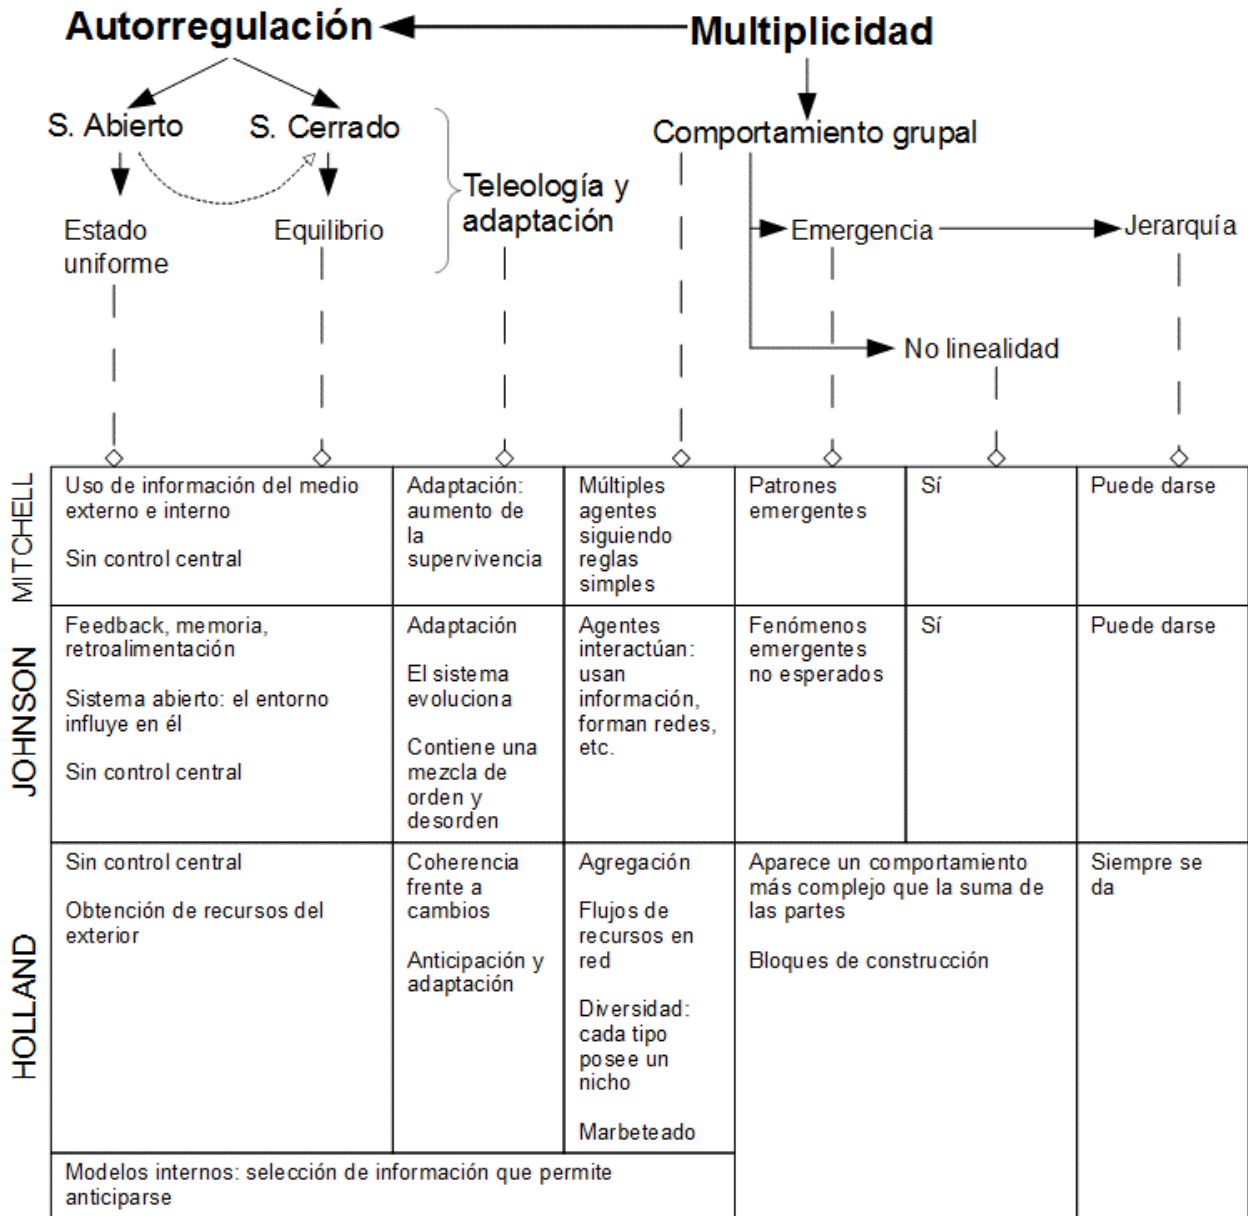 Autorregulación
Multiplicidad
S. Abierto
S. Cerrado
Comportamiento grupal
Teleología y
adaptación
Estado
uniforme
Equilibrio
Emergencia
Jerarquía
No linealidad
MITCHELL
Uso de información del medio
externo e interno
Sin control central
Adaptación:
aumento de
la
supervivencia
Múltiples
agentes
siguiendo
reglas
simples
Patrones
emergentes
Sí
Puede darse
JOHNSON
Feedback, memoria,
retroalimentación
Sistema abierto: el entorno
influye en él
Sin control central
Adaptación
El sistema
evoluciona
Contiene una
mezcla de
orden y
desorden
Agentes
interactúan:
usan
información,
forman redes,
etc.
Fenómenos
emergentes
no esperados
Sí
Puede darse
HOLLAND
Sin control central
Obtención de recursos del
exterior
Coherencia
frente a
cambios
Anticipación y
adaptación
Agregación
Flujos de
recursos en
red
Diversidad:
cada tipo
posee un
nicho
Marbeteado
Aparece un comportamiento
más complejo que la suma de
las partes
Bloques de construcción
Siempre se
da
Modelos internos: selección de información que permite
anticiparse